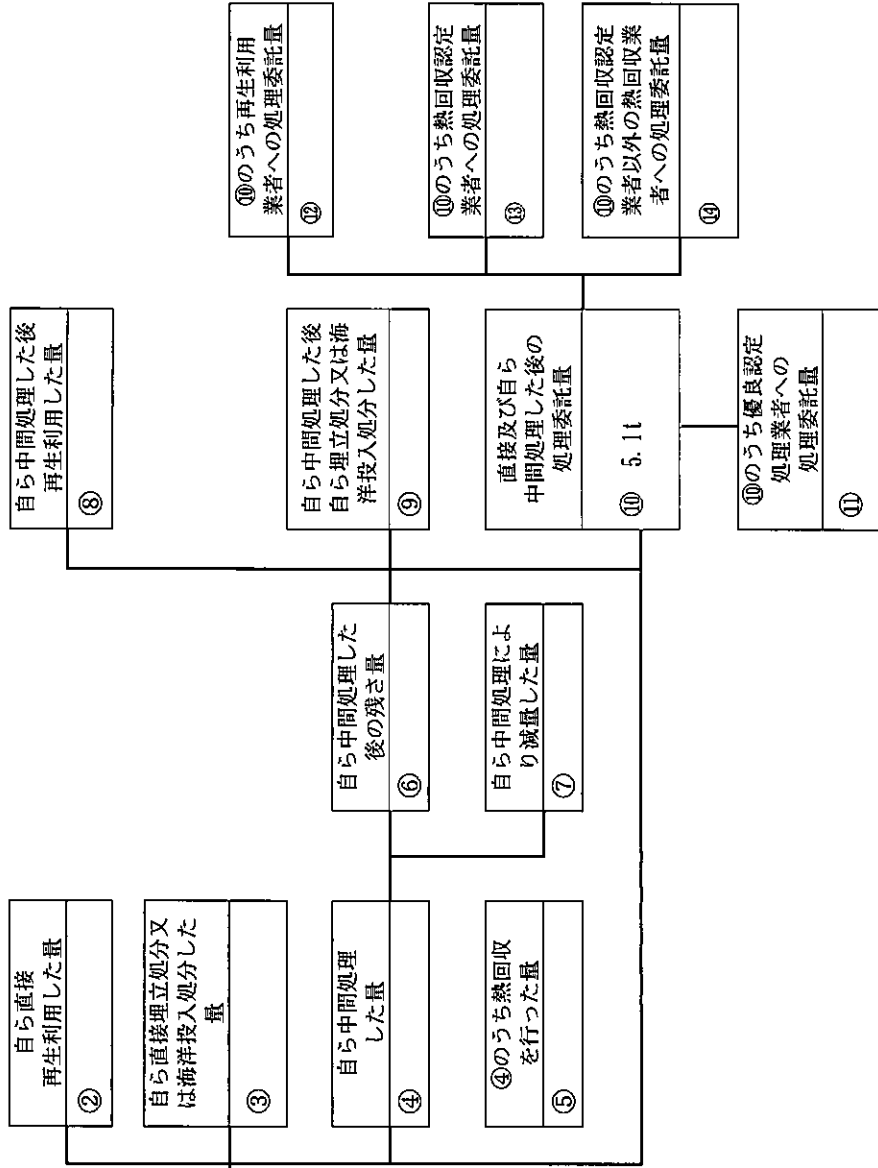 自ら直接
再生利用した量
②
自ら直接埋立処分又
は海洋投入処分した
量
③
自ら中間処理
した量
④
④のうち熱回収
を行った量
⑤
自ら中間処理した
後の残さ量
⑥
自ら中間処理によ
り減量した量
⑦
自ら中間処理した後
再生利用した量
⑧
自ら中間処理した後
自ら埋立処分又は海
洋投入処分した量
⑨
直接及び自ら
中間処理した後の
処理委託量
⑩ 5.1t
⑩のうち優良認定
処理業者への
処理委託量
⑪
⑩のうち再生利用
業者への処理委託量
⑫
⑩のうち熱回収認定
業者への処理委託量
⑬
⑩のうち熱回収認定
業者以外の熱回収業
者への処理委託量
⑭